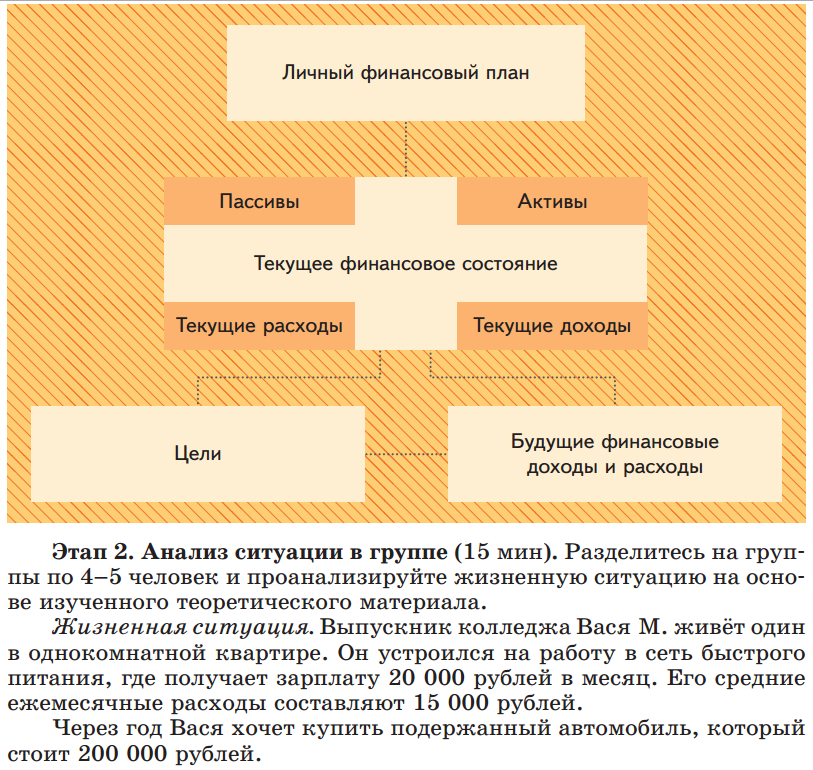 Личный финансовый план
Пассивы
Активы
Текущее финансовое состояние
Текущие расходы
Текущие доходы
Цели
Будущие финансовые
доходы и расходы
Этап 2. Анализ ситуации в группе (15 мин). Разделитесь на груп-
пы по 4–5 человек и проанализируйте жизненную ситуацию на осно-
ве изученного теоретического материала.
Жизненная ситуация. Выпускник колледжа Вася М. живёт один
в однокомнатной квартире. Он устроился на работу в сеть быстрого
питания, где получает зарплату 20 000 рублей в месяц. Его средние
ежемесячные расходы составляют 15 000 рублей.
Через год Вася хочет купить подержанный автомобиль, который
стоит 200 000 рублей.